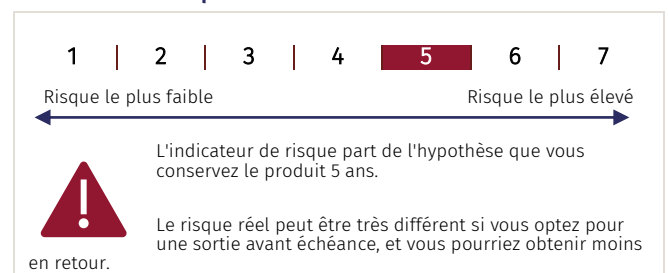 1 | 2 | 3 | 4 | 5 | 6 | 7
Risque le plus faible Risque le plus élevé
L'indicateur de risque part de l'hypothèse que vous
conservez le produit 5 ans.
Le risque réel peut être très différent si vous optez pour
une sortie avant échéance, et vous pourriez obtenir moins
en retour.